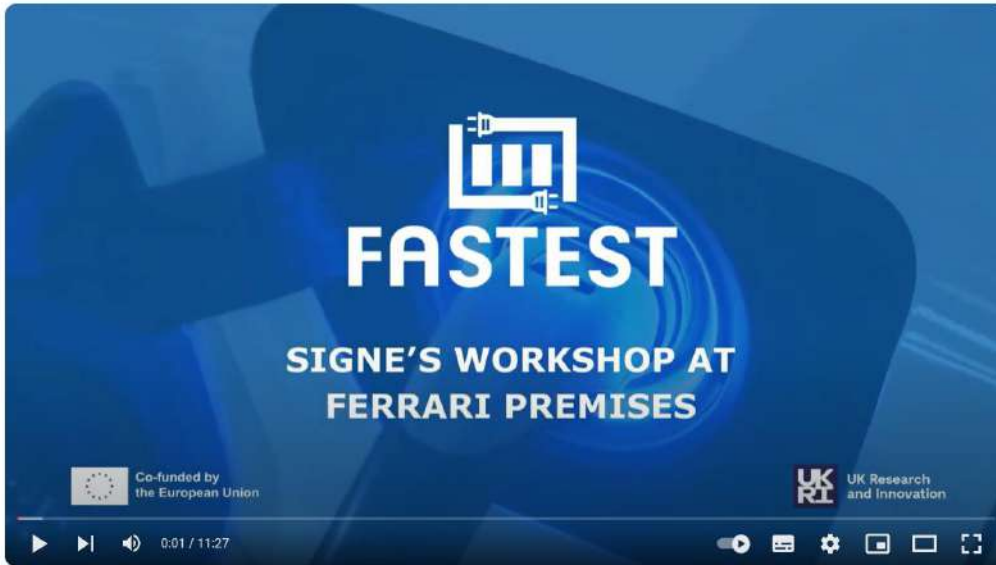 FASTEST
SIGNE'S WORKSHOP AT
FERRARI PREMISES
Co-funded by
the European Union
UK
RI
UK Research
and Innovation
0:01 / 11:27